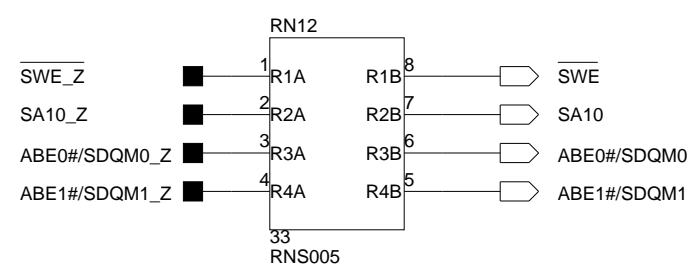 RN12
SWE_Z 1 R1A R1B 8 SWE
SA10_Z 2 R2A R2B 7 SA10
ABE0#/SDQM0_Z 3 R3A R3B 6 ABE0#/SDQM0
ABE1#/SDQM1_Z 4 R4A R4B 5 ABE1#/SDQM1
33
RNS005